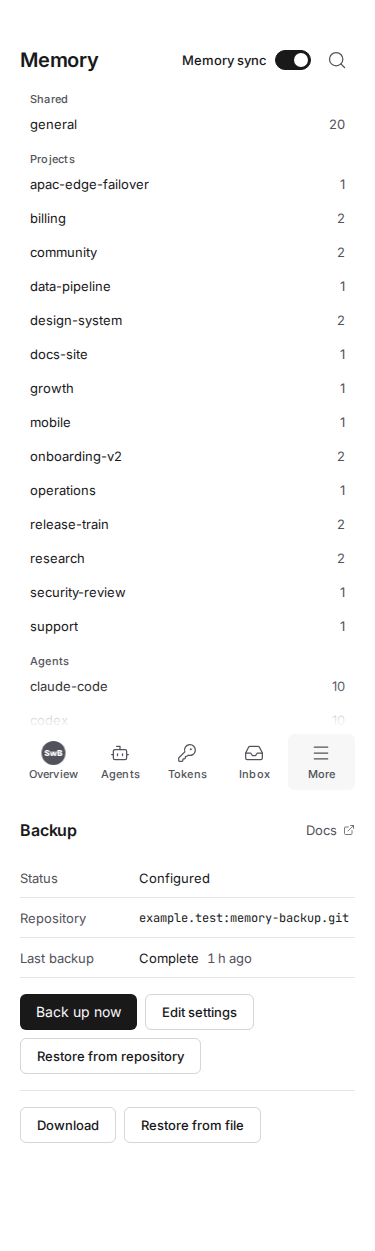 Memory
Memory sync
Shared
general 20
Projects
apac-edge-failover 1
billing 2
community 2
data-pipeline 1
design-system 2
docs-site 1
growth 1
mobile 1
onboarding-v2 2
operations 1
release-train 2
research 2
security-review 1
support 1
Agents
claude-code 10
codex 10
SwB
Overview Agents Tokens Inbox More
Backup Docs
Status Configured
Repository example.test:memory-backup.git
Last backup Complete 1 h ago
Back up now Edit settings
Restore from repository
Download Restore from file